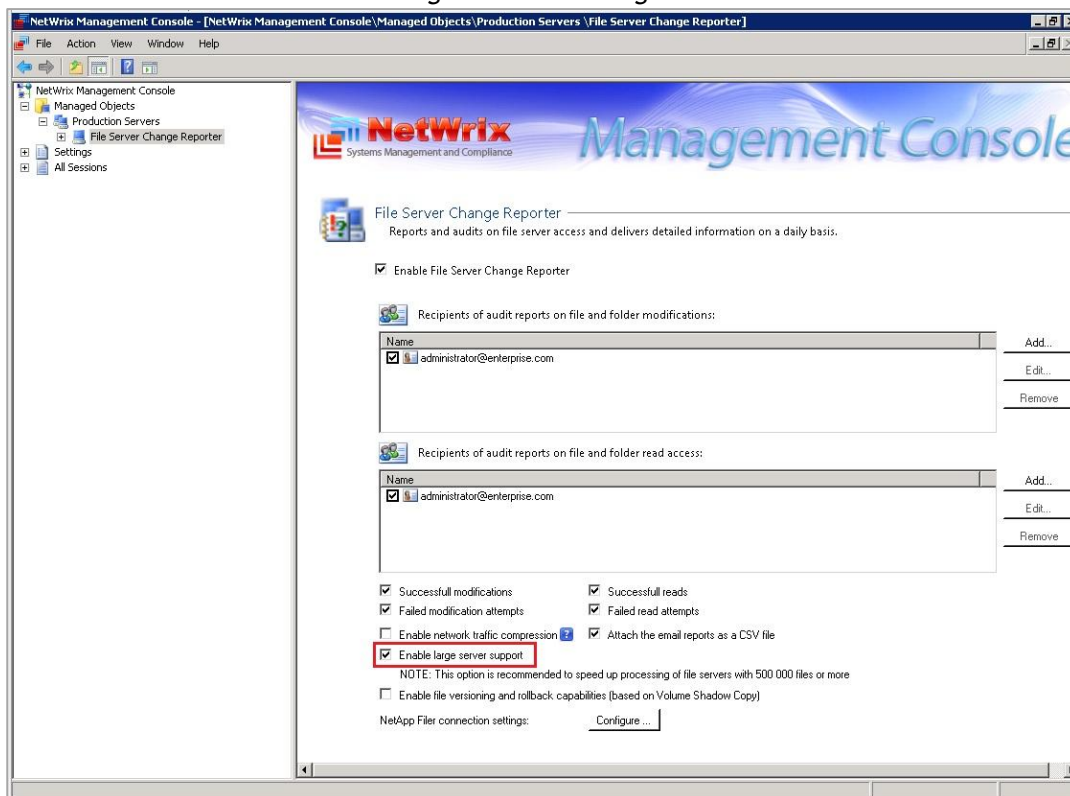 NetWrix Management Console - [NetWrix Management Console\Managed Objects\Production Servers \File Server Change Reporter]
File Action View Window Help
NetWrix Management Console
Managed Objects
Production Servers
File Server Change Reporter
Settings
All Sessions
NetWrix
Systems Management and Compliance
Management Console
File Server Change Reporter
Reports and audits on file server access and delivers detailed information on a daily basis.
Enable File Server Change Reporter
Recipients of audit reports on file and folder modifications:
Name
Add...
administrator@enterprise.com
Edit...
Remove
Recipients of audit reports on file and folder read access:
Name
Add...
administrator@enterprise.com
Edit...
Remove
Successfull modifications Successfull reads
Failed modification attempts Failed read attempts
Enable network traffic compression ? Attach the email reports as a CSV file
Enable large server support
NOTE: This option is recommended to speed up processing of file servers with 500 000 files or more
Enable file versioning and rollback capabilities (based on Volume Shadow Copy)
NetApp Filer connection settings: Configure ...